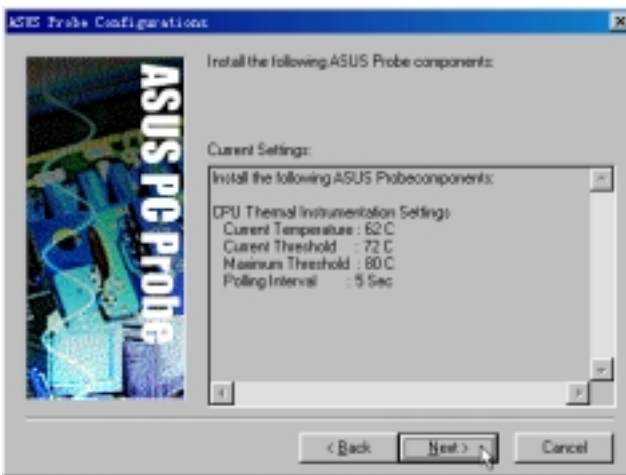 ASUS Probe Configurations
ASUS PC Probe
Install the following ASUS Probe components:
Current Settings:
Install the following ASUS Probecomponents:
CPU Thermal Instrumentation Settings
Current Temperature : 62 C
Current Threshold : 72 C
Maximum Threshold : 80 C
Polling Interval : 5 Sec
< Back
Next >
Cancel